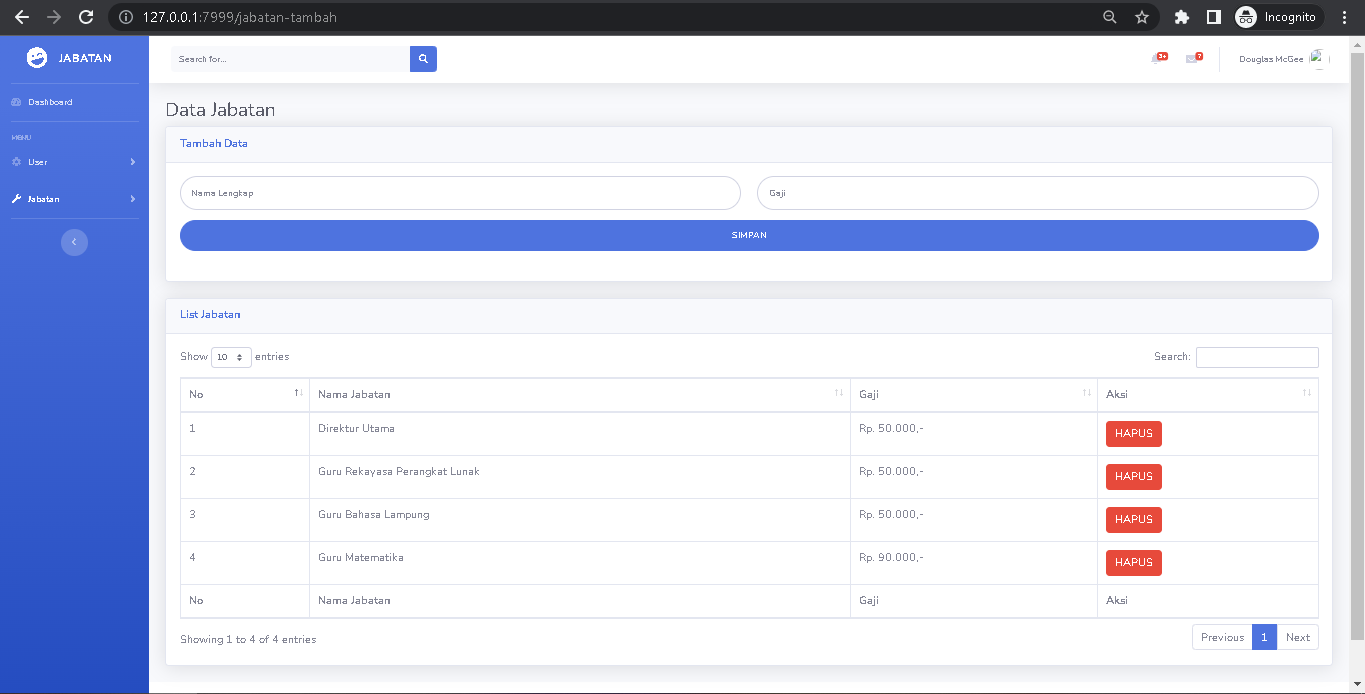 127.0.0.1:7999/jabatan-tambah
Incognito
JABATAN
Search for...
3+
7
Douglas McGee
Dashboard
MENU
User
Jabatan
Data Jabatan
Tambah Data
Nama Lengkap
Gaji
SIMPAN
List Jabatan
Show 10 entries
Search:
No Nama Jabatan Gaji Aksi
1 Direktur Utama Rp. 50.000,- HAPUS
2 Guru Rekayasa Perangkat Lunak Rp. 50.000,- HAPUS
3 Guru Bahasa Lampung Rp. 50.000,- HAPUS
4 Guru Matematika Rp. 90.000,- HAPUS
No Nama Jabatan Gaji Aksi
Showing 1 to 4 of 4 entries
Previous 1 Next